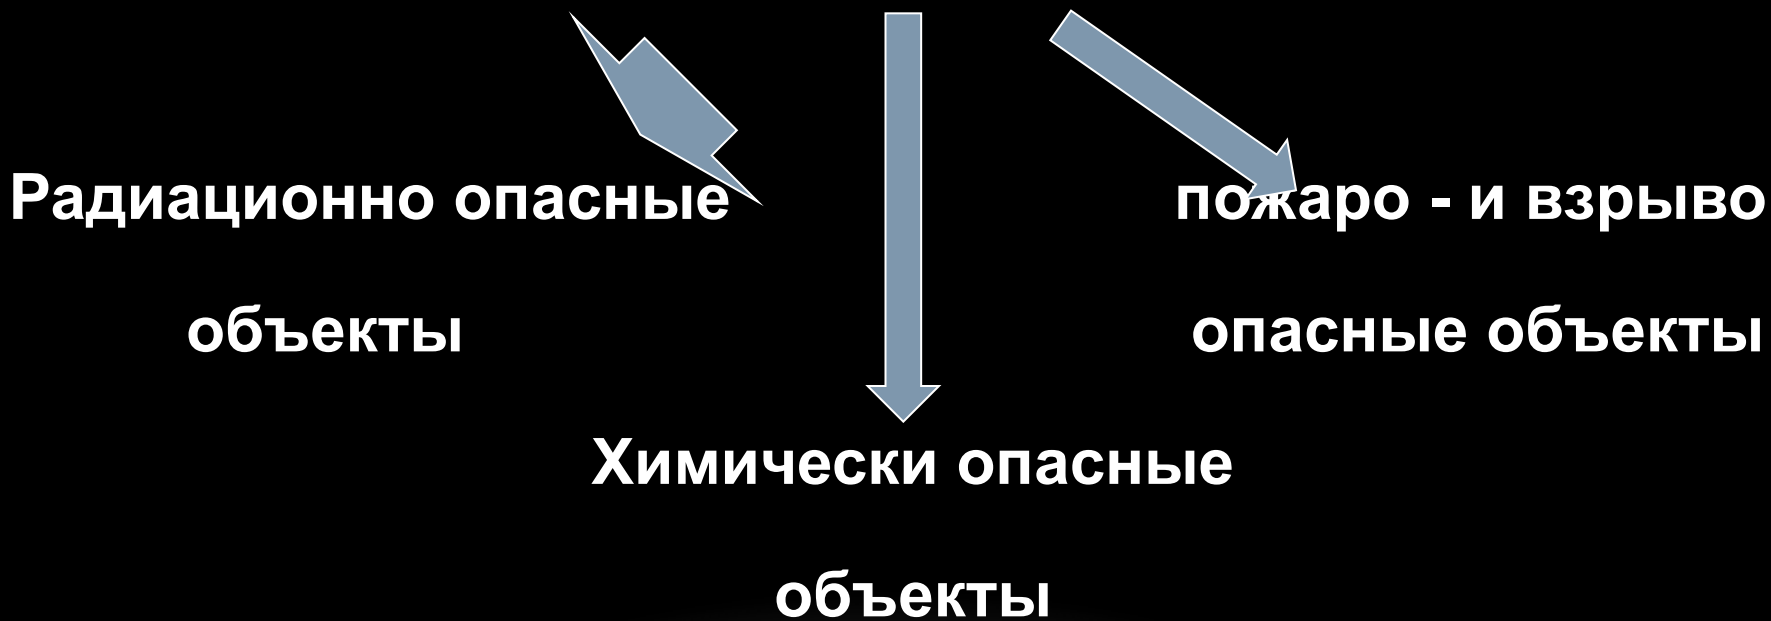 Радиационно опасные
объекты
пожаро - и взрыво
опасные объекты
Химически опасные
объекты